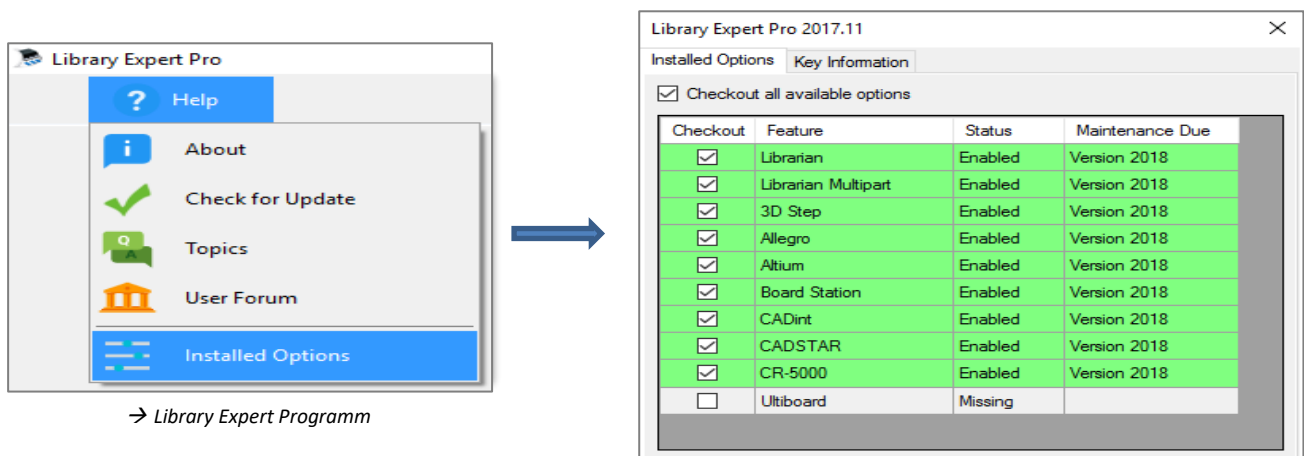 Library Expert Pro
? Help
i About
Check for Update
Q A Topics
User Forum
Installed Options
→ Library Expert Programm
Library Expert Pro 2017.11
Installed Options Key Information
Checkout all available options
Checkout Feature Status Maintenance Due
Librarian Enabled Version 2018
Librarian Multipart Enabled Version 2018
3D Step Enabled Version 2018
Allegro Enabled Version 2018
Altium Enabled Version 2018
Board Station Enabled Version 2018
CADint Enabled Version 2018
CADSTAR Enabled Version 2018
CR-5000 Enabled Version 2018
Ultiboard Missing